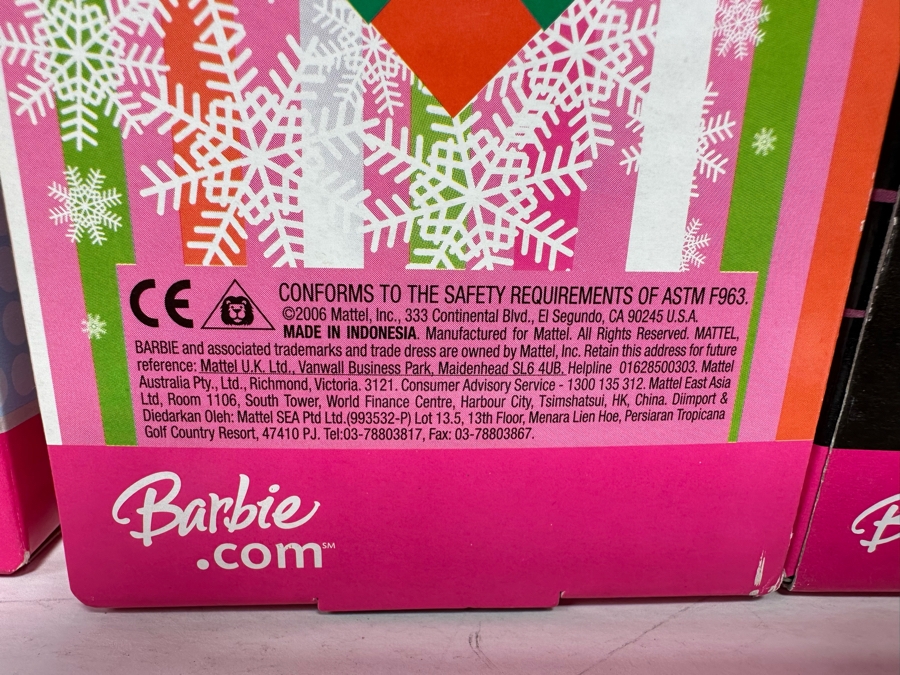 CE
CONFORMS TO THE SAFETY REQUIREMENTS OF ASTM F963.
©2006 Mattel, Inc., 333 Continental Blvd., El Segundo, CA 90245 U.S.A.
MADE IN INDONESIA. Manufactured for Mattel. All Rights Reserved. MATTEL,
BARBIE and associated trademarks and trade dress are owned by Mattel, Inc. Retain this address for future
reference: Mattel U.K. Ltd., Vanwall Business Park, Maidenhead SL6 4UB, Helpline 01628500303. Mattel
Australia Pty., Ltd., Richmond, Victoria. 3121. Consumer Advisory Service - 1300 135 312. Mattel East Asia
Ltd, Room 1106, South Tower, World Finance Centre, Harbour City, Tsimshatsui, HK, China. Diimport &
Diedarkan Oleh: Mattel SEA Ptd Ltd.(993532-P) Lot 13.5, 13th Floor, Menara Lien Hoe, Persiaran Tropicana
Golf Country Resort, 47410 PJ. Tel:03-78803817, Fax: 03-78803867.
Barbie
.com℠
B